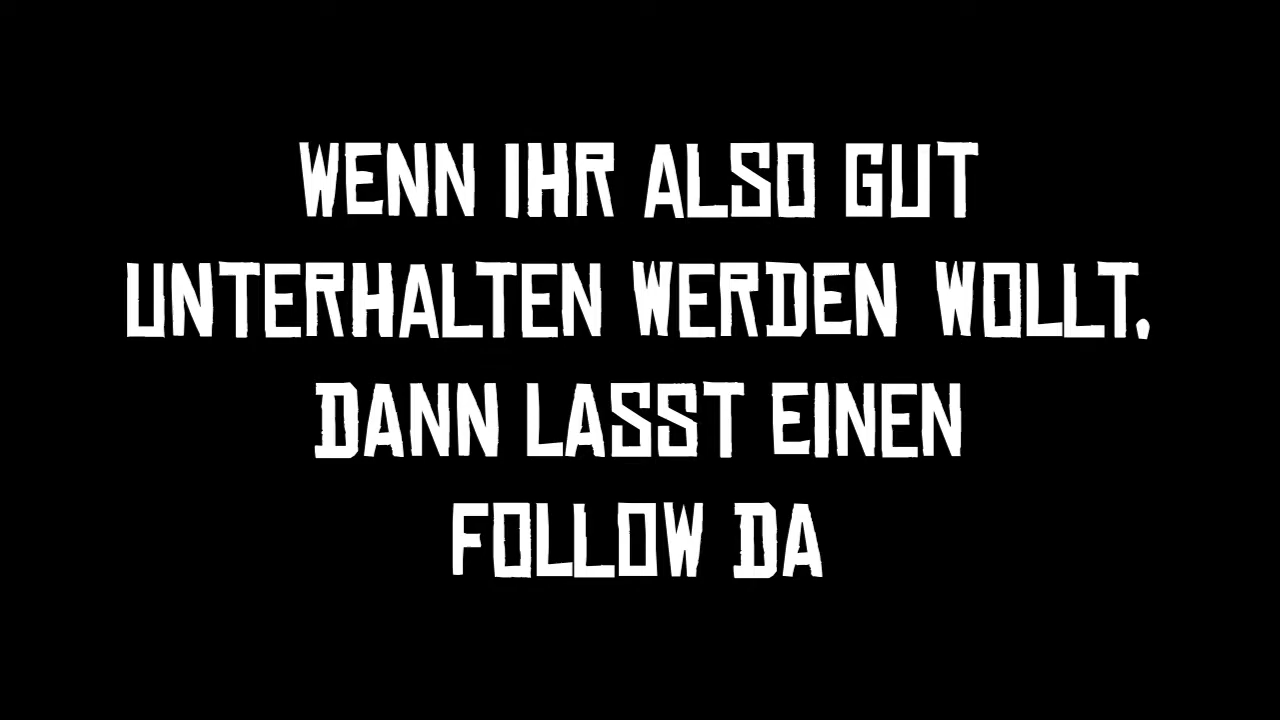 WENN IHR ALSO GUT
UNTERHALTEN WERDEN WOLLT,
DANN LASST EINEN
FOLLOW DA